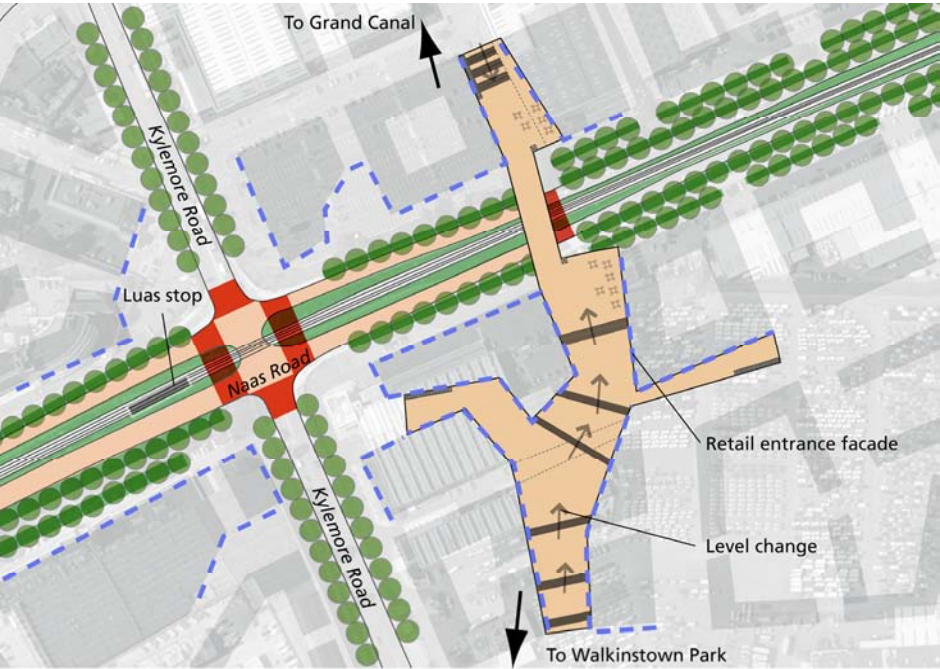 To Grand Canal
Kylemore Road
Luas stop
Naas Road
Retail entrance facade
Kylemore Road
Level change
To Walkinstown Park